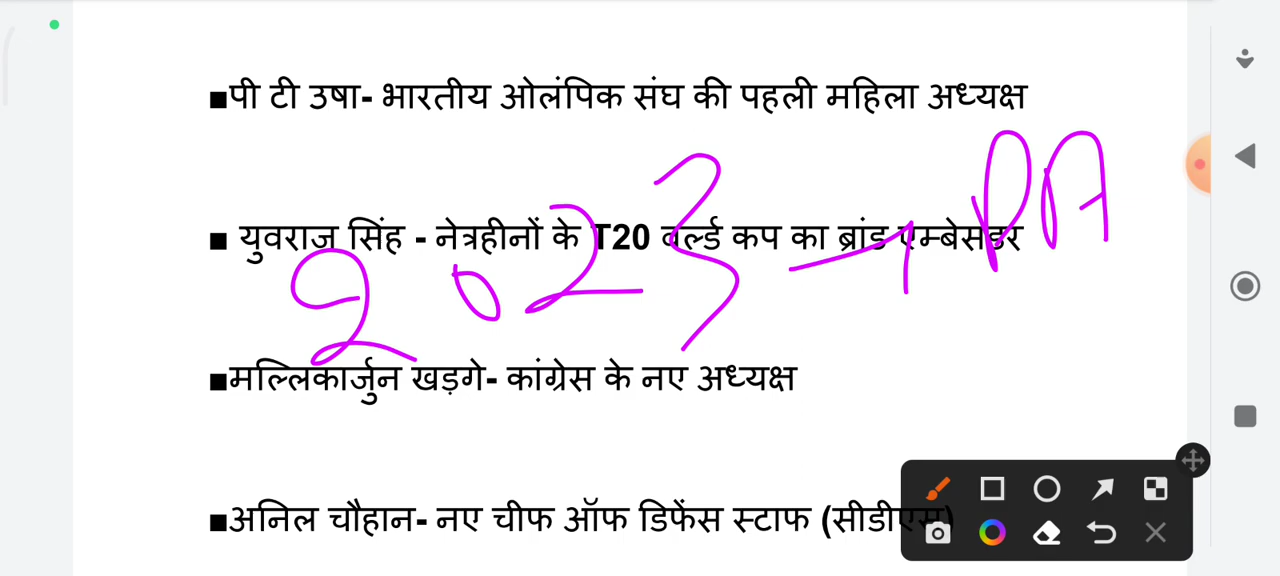 ■पी टी उषा- भारतीय ओलंपिक संघ की पहली महिला अध्यक्ष
■ युवराज सिंह - नेत्रहीनों के T20 वर्ल्ड कप का ब्रांड एम्बेसडर
2023 → PA
■मल्लिकार्जुन खड़गे- कांग्रेस के नए अध्यक्ष
■अनिल चौहान- नए चीफ ऑफ डिफेंस स्टाफ (सीडीएस)